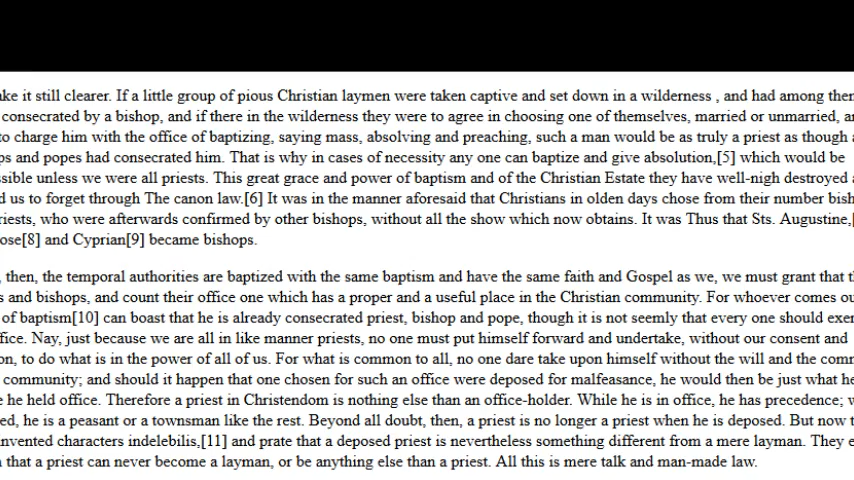 ke it still clearer. If a little group of pious Christian laymen were taken captive and set down in a wilderness , and had among them
consecrated by a bishop, and if there in the wilderness they were to agree in choosing one of themselves, married or unmarried, an
to charge him with the office of baptizing, saying mass, absolving and preaching, such a man would be as truly a priest as though a
ps and popes had consecrated him. That is why in cases of necessity any one can baptize and give absolution,[5] which would be
ssible unless we were all priests. This great grace and power of baptism and of the Christian Estate they have well-nigh destroyed a
d us to forget through The canon law.[6] It was in the manner aforesaid that Christians in olden days chose from their number bish
riests, who were afterwards confirmed by other bishops, without all the show which now obtains. It was Thus that Sts. Augustine,[
ose[8] and Cyprian[9] became bishops.
, then, the temporal authorities are baptized with the same baptism and have the same faith and Gospel as we, we must grant that th
s and bishops, and count their office one which has a proper and a useful place in the Christian community. For whoever comes ou
of baptism[10] can boast that he is already consecrated priest, bishop and pope, though it is not seemly that every one should exer
fice. Nay, just because we are all in like manner priests, no one must put himself forward and undertake, without our consent and
on, to do what is in the power of all of us. For what is common to all, no one dare take upon himself without the will and the comm
community; and should it happen that one chosen for such an office were deposed for malfeasance, he would then be just what he
e he held office. Therefore a priest in Christendom is nothing else than an office-holder. While he is in office, he has precedence; w
ed, he is a peasant or a townsman like the rest. Beyond all doubt, then, a priest is no longer a priest when he is deposed. But now t
nvented characters indelebilis,[11] and prate that a deposed priest is nevertheless something different from a mere layman. They e
that a priest can never become a layman, or be anything else than a priest. All this is mere talk and man-made law.